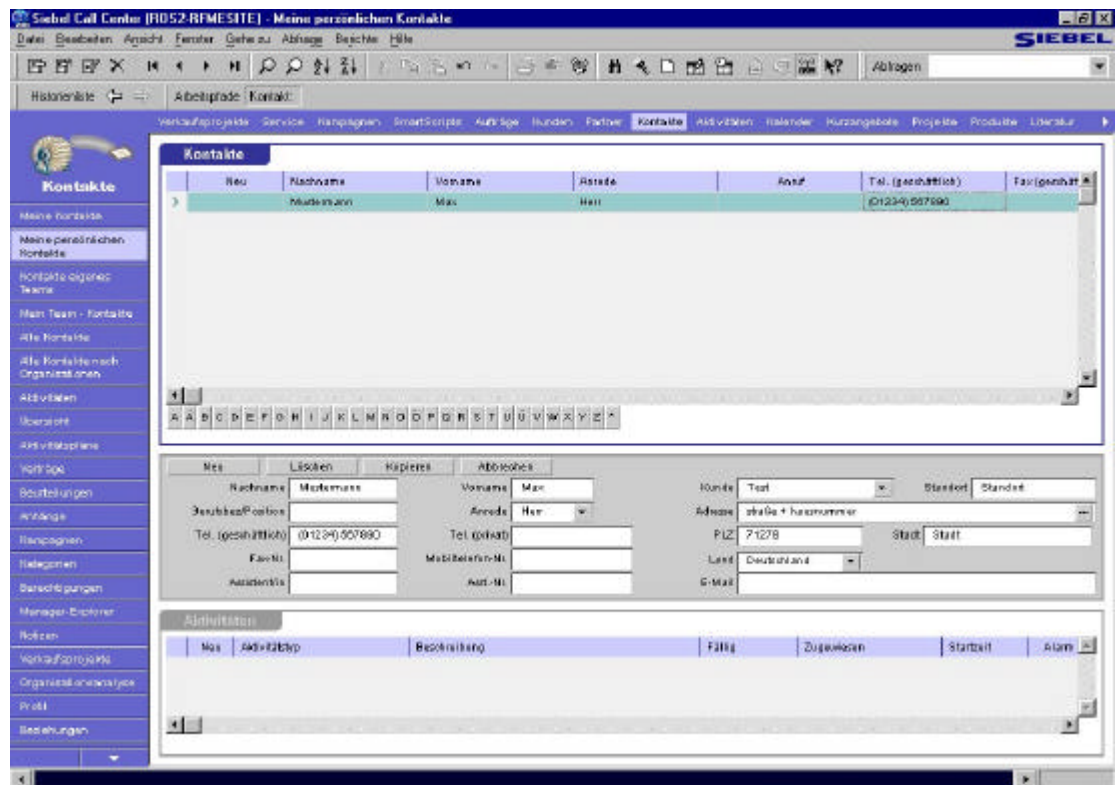 Siebel Call Center (RDS2-RFMESITE) - Meine persönlichen Kontakte
Datei Bearbeiten Ansicht Fenster Gehe zu Abfrage Berichte Hilfe
SIEBEL
Abfragen
Historienliste Arbeitspfade Kontakt:
Verkaufsprojekte Service Kampagnen SmartScripts Aufträge Kunden Partner Kontakte Aktivitäten Kalender Kurzangebote Projekte Produkte Literatur
Kontakte
Meine Kontakte
Meine persönlichen
Kontakte
Kontakte eigenes
Teams
Mein Team - Kontakte
Alle Kontakte
Alle Kontakte nach
Organisationen
Aktivitäten
Übersicht
Aktivitätspläne
Verträge
Beurteilungen
Anhänge
Kampagnen
Kategorien
Berechtigungen
Manager-Explorer
Notizen
Verkaufsprojekte
Organisationsanalyse
Profil
Beziehungen
Kontakte
Neu Nachname Vorname Anrede Anruf Tel. (geschäftlich) Fax (geschäft
Mustermann Max Herr (01234) 567890
A Ä B C D E F G H I J K L M N O Ö P Q R S T U Ü V W X Y Z *
Neu Löschen Kopieren Abbrechen
Nachname Mustermann Vorname Max Kunde Test Standort Standort
Berufsbez/Position Anrede Herr Adresse straße + hausnummer
Tel. (geschäftlich) (01234) 567890 Tel. (privat) PLZ 71278 Stadt Stadt
Fax-Nr. Mobiltelefon-Nr. Land Deutschland
Assistent/in Asst.-Nr. E-Mail
Aktivitäten
Neu Aktivitätstyp Beschreibung Fällig Zugewiesen Startzeit Alarm